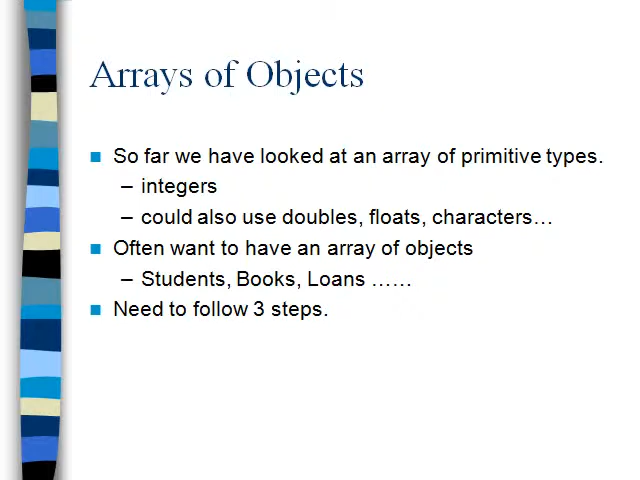 Arrays of Objects
■ So far we have looked at an array of primitive types.
– integers
– could also use doubles, floats, characters…
■ Often want to have an array of objects
– Students, Books, Loans ……
■ Need to follow 3 steps.